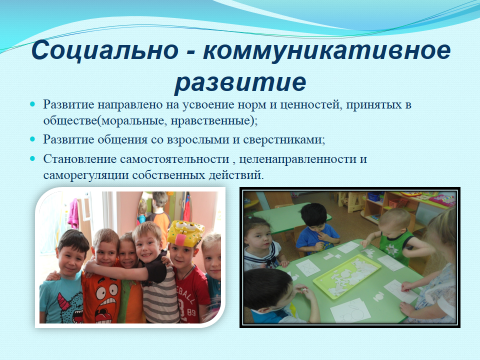 Социально - коммуникативное
развитие
Развитие направлено на усвоение норм и ценностей, принятых в
обществе(моральные, нравственные);
Развитие общения со взрослыми и сверстниками;
Становление самостоятельности , целенаправленности и
саморегуляции собственных действий.